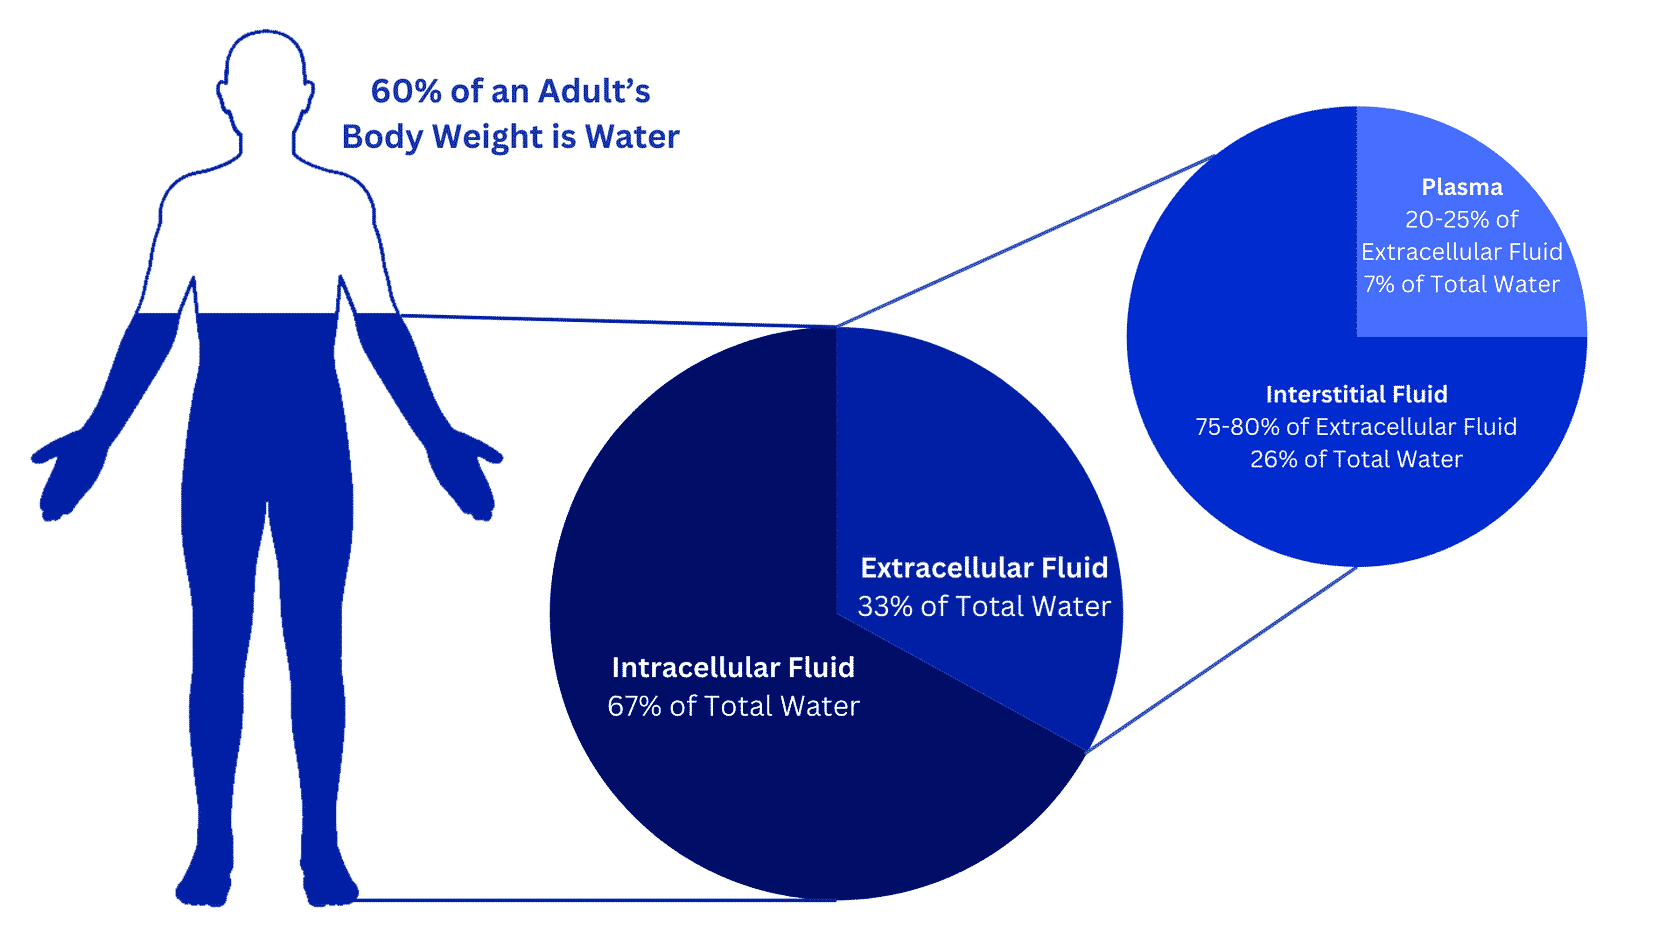 60% of an Adult’s
Body Weight is Water
Plasma
20-25% of
Extracellular Fluid
7% of Total Water
Interstitial Fluid
75-80% of Extracellular Fluid
26% of Total Water
Extracellular Fluid
33% of Total Water
Intracellular Fluid
67% of Total Water